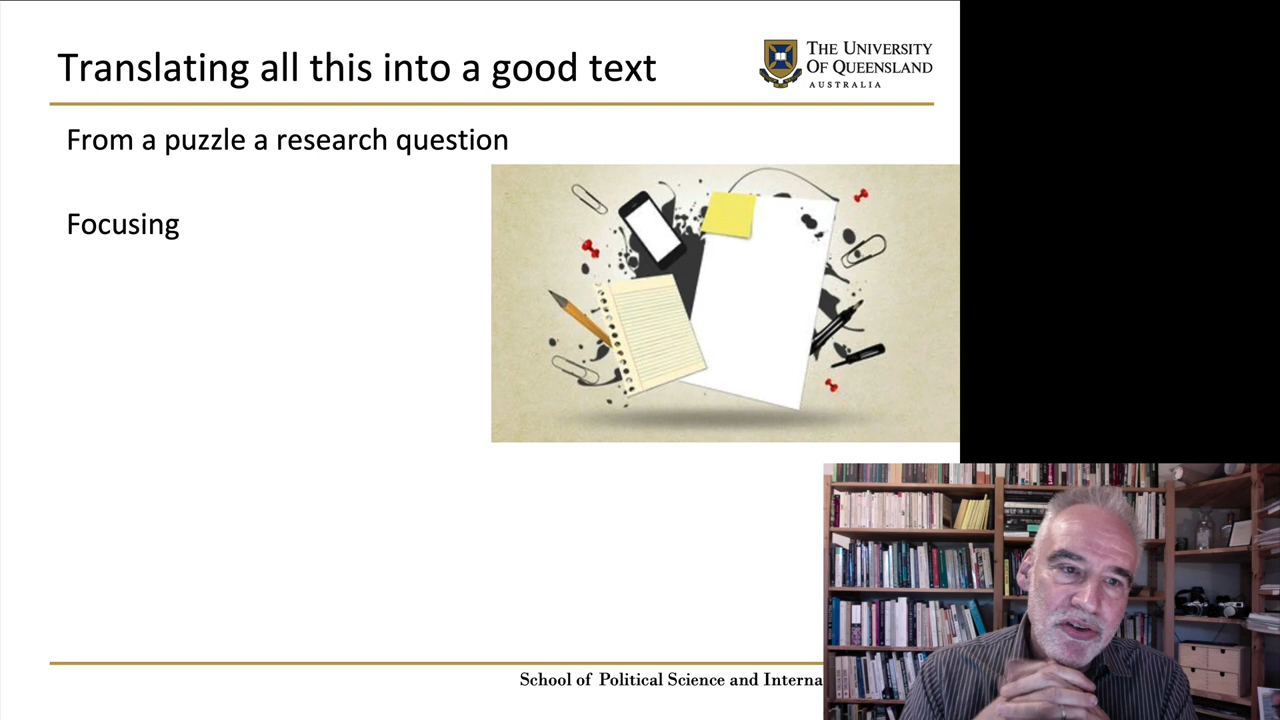 Translating all this into a good text
THE UNIVERSITY
OF QUEENSLAND
AUSTRALIA
From a puzzle a research question
Focusing
School of Political Science and Interna